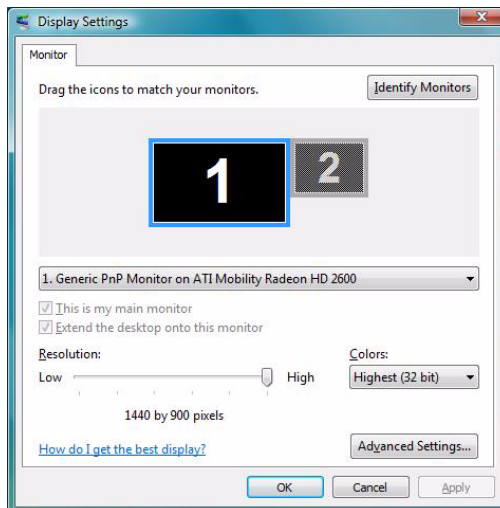 Display Settings
Monitor
Drag the icons to match your monitors.
Identify Monitors
1
2
1. Generic PnP Monitor on ATI Mobility Radeon HD 2600
This is my main monitor
Extend the desktop onto this monitor
Resolution:
Colors:
Low
High
Highest (32 bit)
1440 by 900 pixels
How do I get the best display?
Advanced Settings...
OK
Cancel
Apply